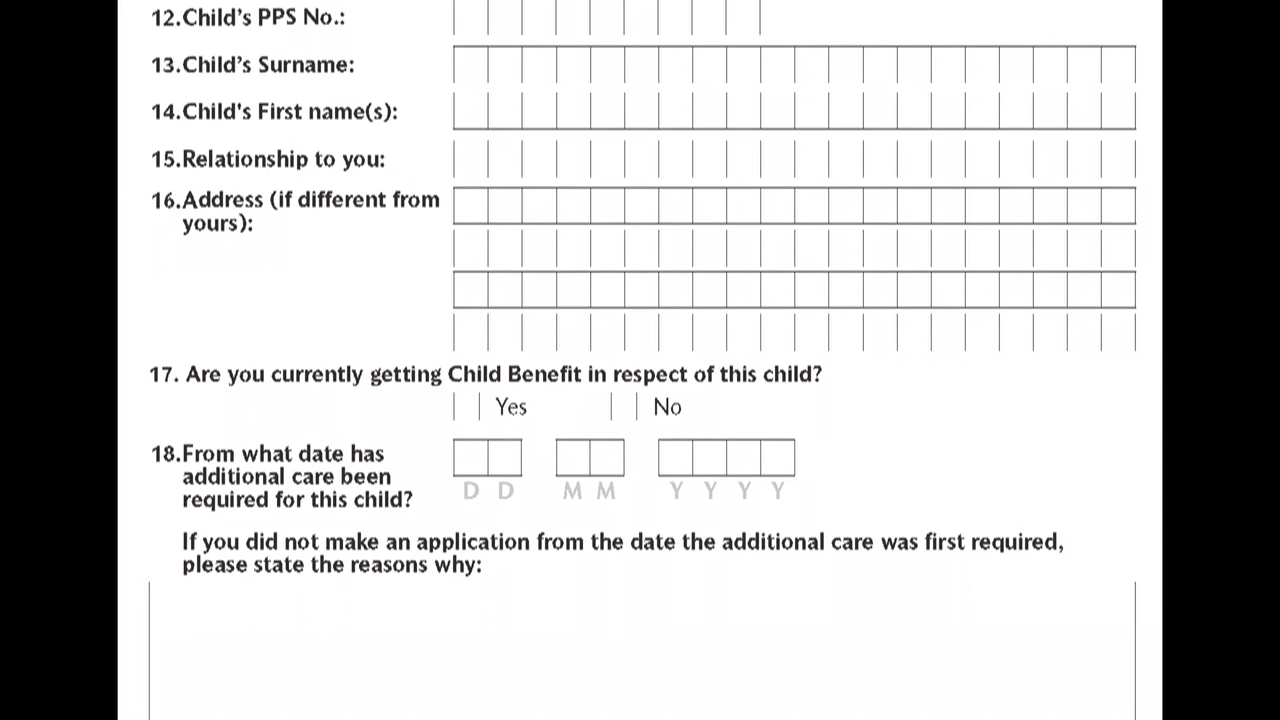 12.Child's PPS No.:
13.Child's Surname:
14.Child's First name(s):
15.Relationship to you:
16.Address (if different from
yours):
17. Are you currently getting Child Benefit in respect of this child?
Yes No
18.From what date has
additional care been
required for this child?
D D M M Y Y Y Y
If you did not make an application from the date the additional care was first required,
please state the reasons why: